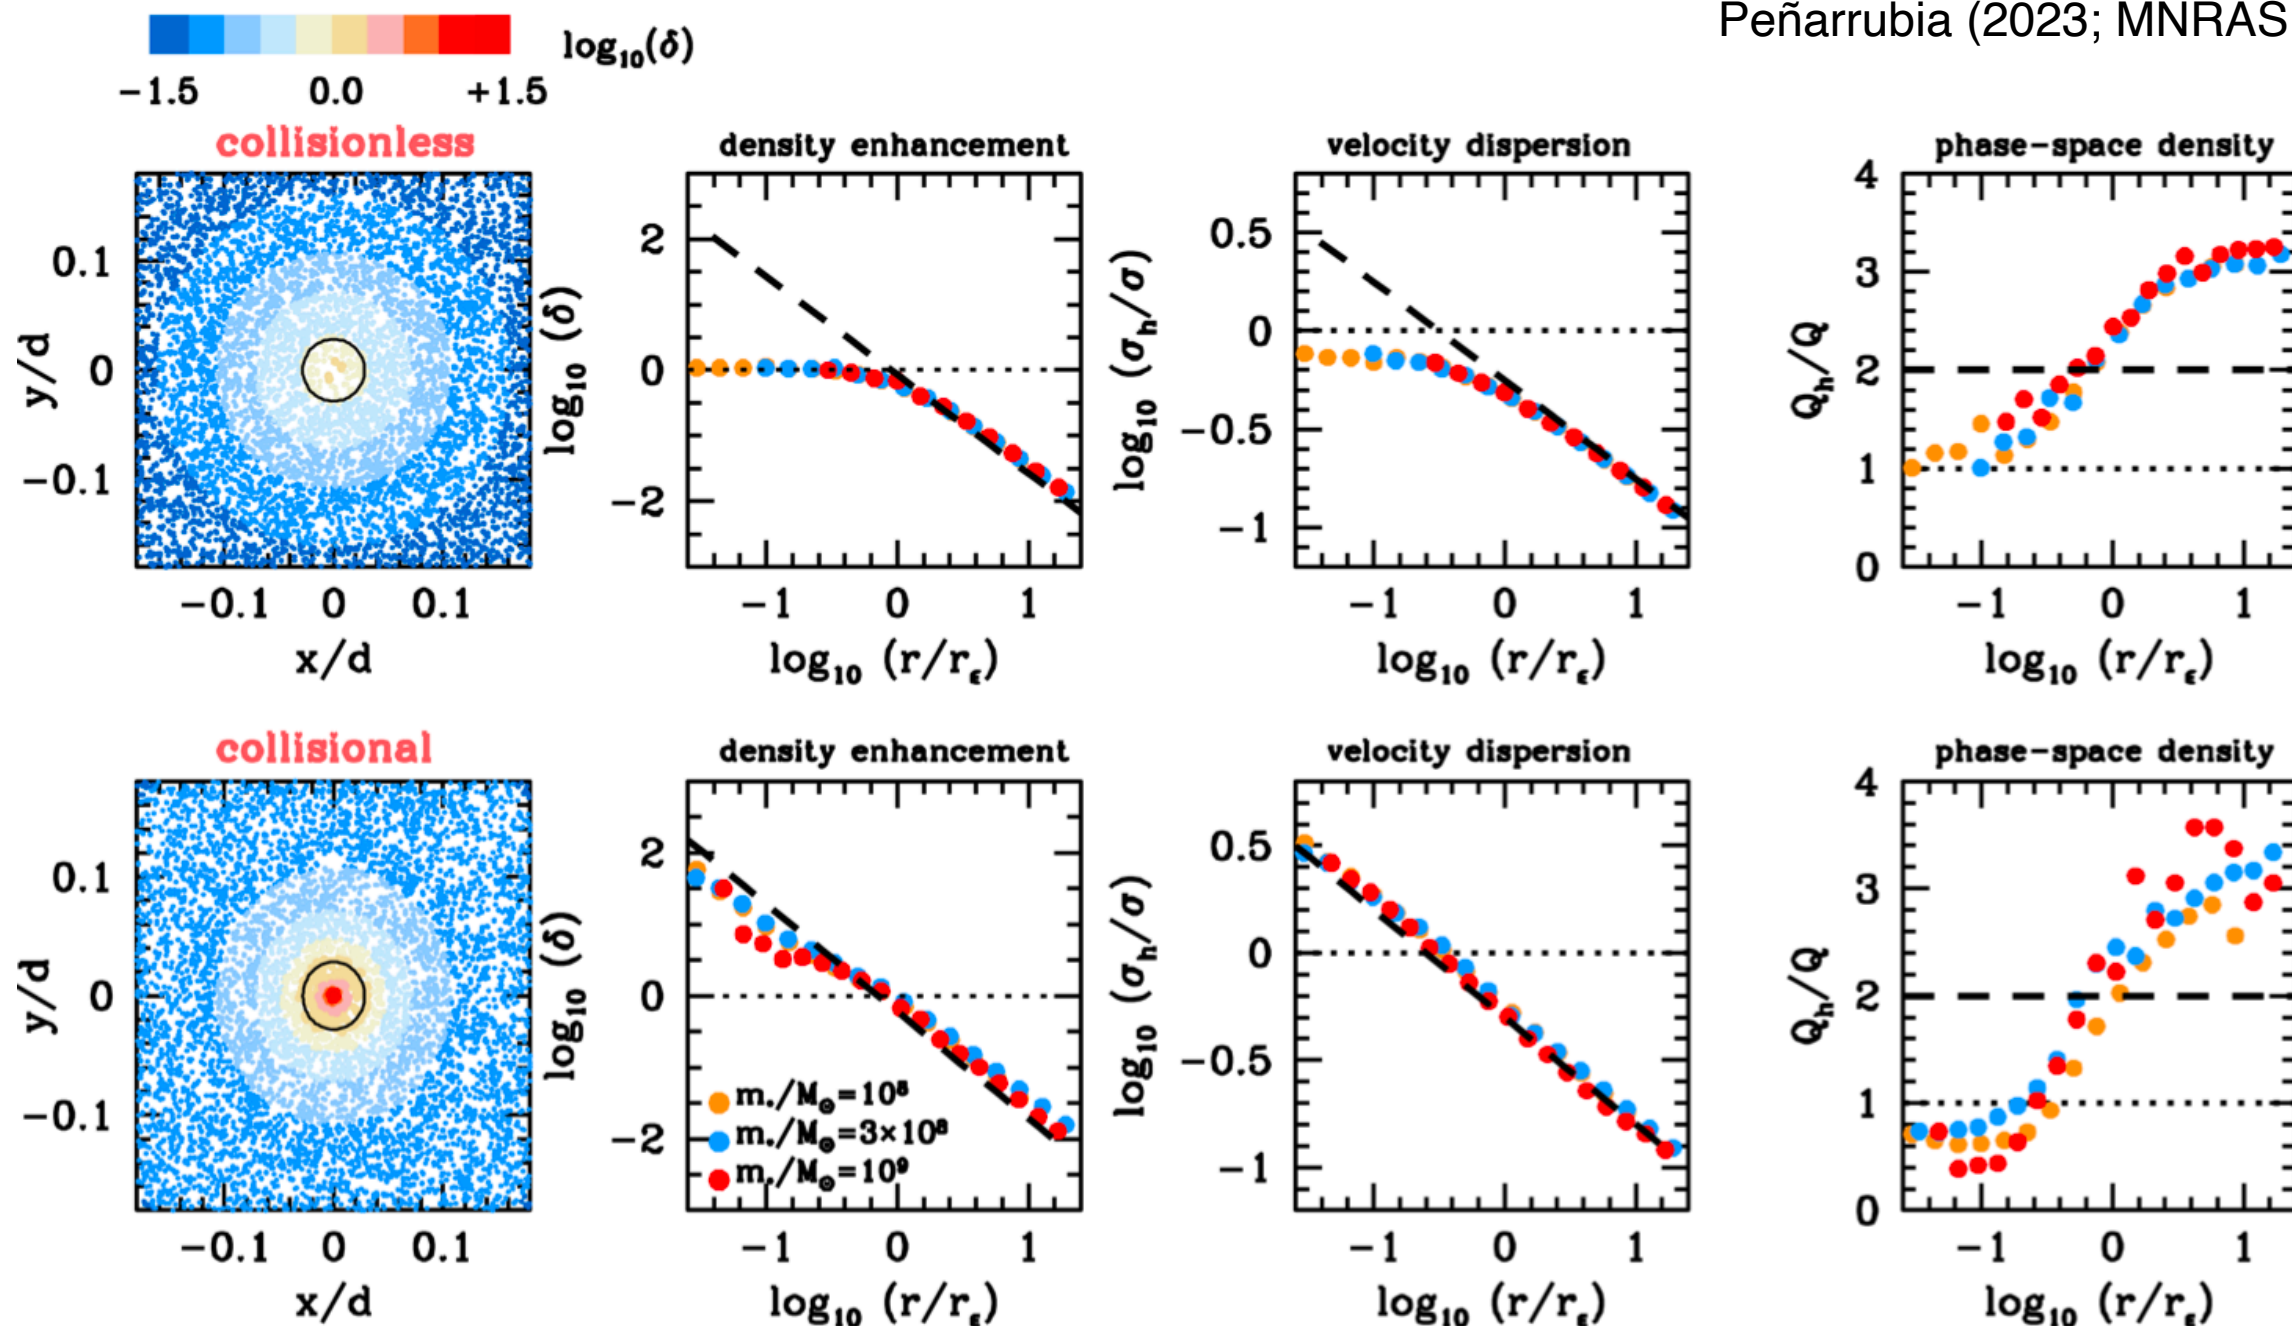 Peñarrubia (2023; MNRAS
log₁₀(δ)
−1.5 0.0 +1.5
collisionless
density enhancement
velocity dispersion
phase−space density
y/d
0.1
0
−0.1
−0.1 0 0.1
x/d
log₁₀ (δ)
2
0
−2
−1 0 1
log₁₀ (r/rϵ)
log₁₀ (σₕ/σ)
0.5
0
−0.5
−1
−1 0 1
log₁₀ (r/rϵ)
Qₕ/Q
4
3
2
1
0
−1 0 1
log₁₀ (r/rϵ)
collisional
density enhancement
velocity dispersion
phase−space density
y/d
0.1
0
−0.1
−0.1 0 0.1
x/d
log₁₀ (δ)
2
0
−2
m./M⊙=10⁸
m./M⊙=3×10⁸
m./M⊙=10⁹
−1 0 1
log₁₀ (r/rϵ)
log₁₀ (σₕ/σ)
0.5
0
−0.5
−1
−1 0 1
log₁₀ (r/rϵ)
Qₕ/Q
4
3
2
1
0
−1 0 1
log₁₀ (r/rϵ)